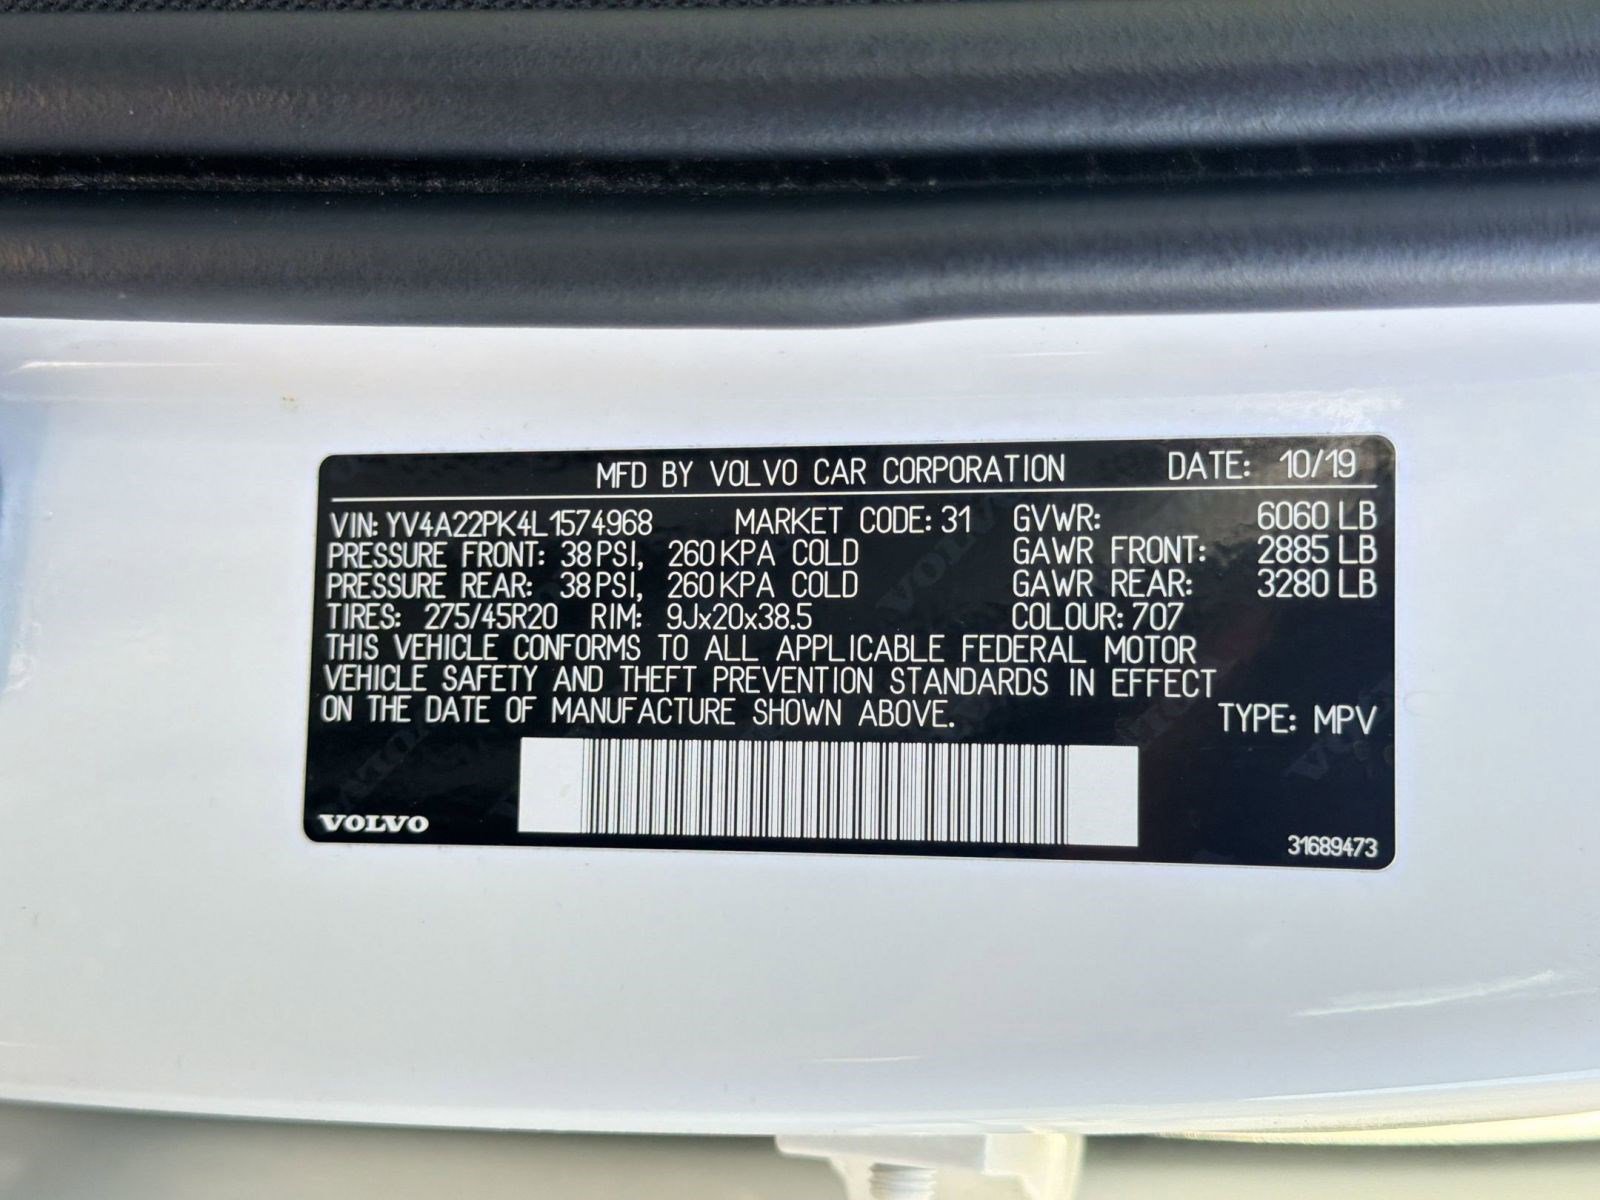 MFD BY VOLVO CAR CORPORATION DATE: 10/19
VIN: YV4A22PK4L1574968 MARKET CODE: 31 GVWR: 6060 LB
PRESSURE FRONT: 38 PSI, 260 KPA COLD GAWR FRONT: 2885 LB
PRESSURE REAR: 38 PSI, 260 KPA COLD GAWR REAR: 3280 LB
TIRES: 275/45R20 RIM: 9Jx20x38.5 COLOUR: 707
THIS VEHICLE CONFORMS TO ALL APPLICABLE FEDERAL MOTOR
VEHICLE SAFETY AND THEFT PREVENTION STANDARDS IN EFFECT
ON THE DATE OF MANUFACTURE SHOWN ABOVE. TYPE: MPV
VOLVO 31689473